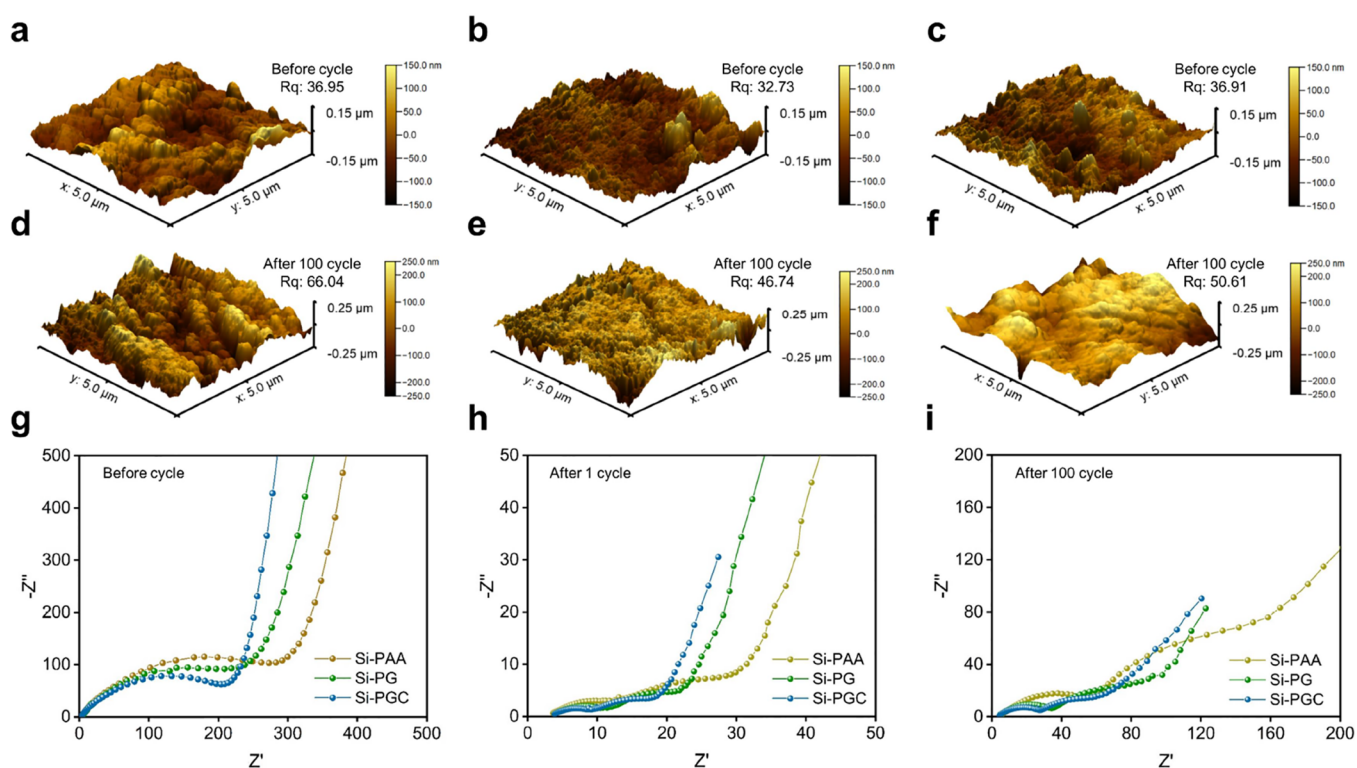 a
Before cycle
Rq: 36.95
150.0 nm
100.0
50.0
0.0
-50.0
-100.0
-150.0
0.15 µm
-0.15 µm
x: 5.0 µm
y: 5.0 µm
b
Before cycle
Rq: 32.73
150.0 nm
100.0
50.0
0.0
-50.0
-100.0
-150.0
0.15 µm
-0.15 µm
y: 5.0 µm
x: 5.0 µm
c
Before cycle
Rq: 36.91
150.0 nm
100.0
50.0
0.0
-50.0
-100.0
-150.0
0.15 µm
-0.15 µm
y: 5.0 µm
x: 5.0 µm
d
After 100 cycle
Rq: 66.04
250.0 nm
200.0
100.0
0.0
-100.0
-200.0
-250.0
0.25 µm
-0.25 µm
y: 5.0 µm
x: 5.0 µm
e
After 100 cycle
Rq: 46.74
250.0 nm
200.0
100.0
0.0
-100.0
-200.0
-250.0
0.25 µm
-0.25 µm
y: 5.0 µm
x: 5.0 µm
f
After 100 cycle
Rq: 50.61
250.0 nm
200.0
100.0
0.0
-100.0
-200.0
-250.0
0.25 µm
-0.25 µm
x: 5.0 µm
y: 5.0 µm
g
Before cycle
500
400
300
200
100
0
-Z''
Si-PAA
Si-PG
Si-PGC
0 100 200 300 400 500
Z'
h
After 1 cycle
50
40
30
20
10
0
-Z''
Si-PAA
Si-PG
Si-PGC
0 10 20 30 40 50
Z'
i
After 100 cycle
200
160
120
80
40
0
-Z''
Si-PAA
Si-PG
Si-PGC
0 40 80 120 160 200
Z'